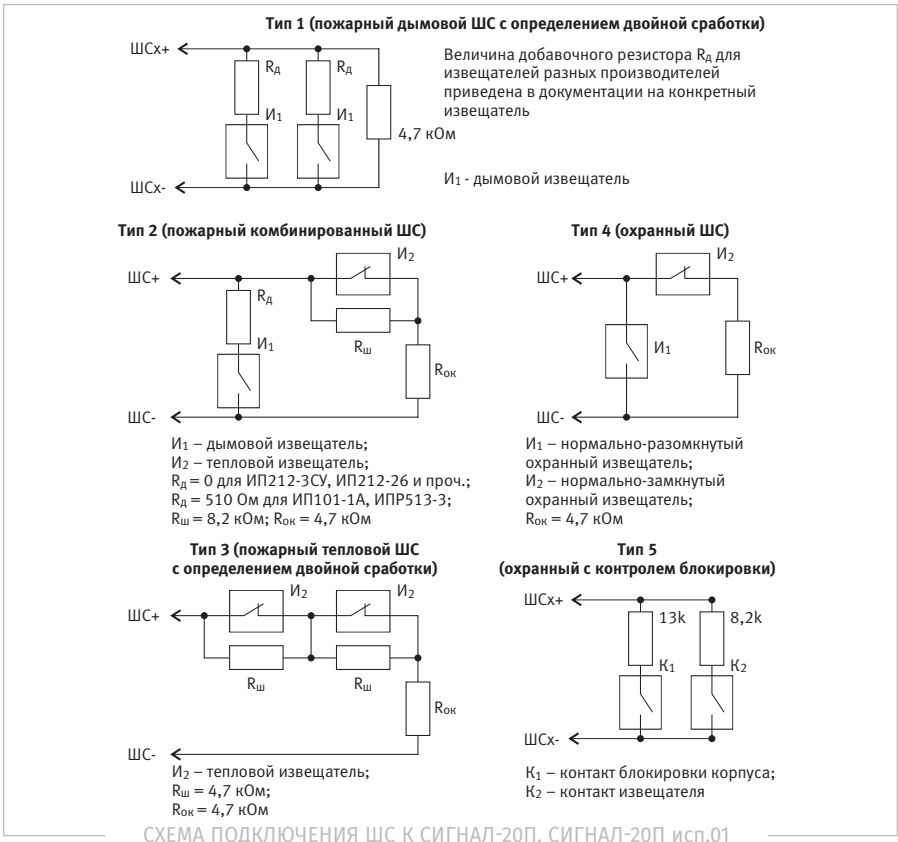 Тип 1 (пожарный дымовой ШС с определением двойной сработки)
ШСх+
Rд
Rд
И1
И1
4,7 кОм
ШСх-
Величина добавочного резистора Rд для
извещателей разных производителей
приведена в документации на конкретный
извещатель
И1 - дымовой извещатель
Тип 2 (пожарный комбинированный ШС)
ШС+
И2
Rд
И1
Rш
Rок
ШС-
И1 – дымовой извещатель;
И2 – тепловой извещатель;
Rд = 0 для ИП212-3СУ, ИП212-26 и проч.;
Rд = 510 Ом для ИП101-1А, ИПР513-3;
Rш = 8,2 кОм; Rок = 4,7 кОм
Тип 4 (охранный ШС)
И2
ШС+
И1
Rок
ШС-
И1 – нормально-разомкнутый
охранный извещатель;
И2 – нормально-замкнутый
охранный извещатель;
Rок = 4,7 кОм
Тип 3 (пожарный тепловой ШС
с определением двойной сработки)
И2
И2
ШС+
Rш
Rш
Rок
ШС-
И2 – тепловой извещатель;
Rш = 4,7 кОм;
Rок = 4,7 кОм
Тип 5
(охранный с контролем блокировки)
ШСх+
13k
8,2k
К1
К2
ШСх-
К1 – контакт блокировки корпуса;
К2 – контакт извещателя
СХЕМА ПОДКЛЮЧЕНИЯ ШС К СИГНАЛ-20П, СИГНАЛ-20П исп.01